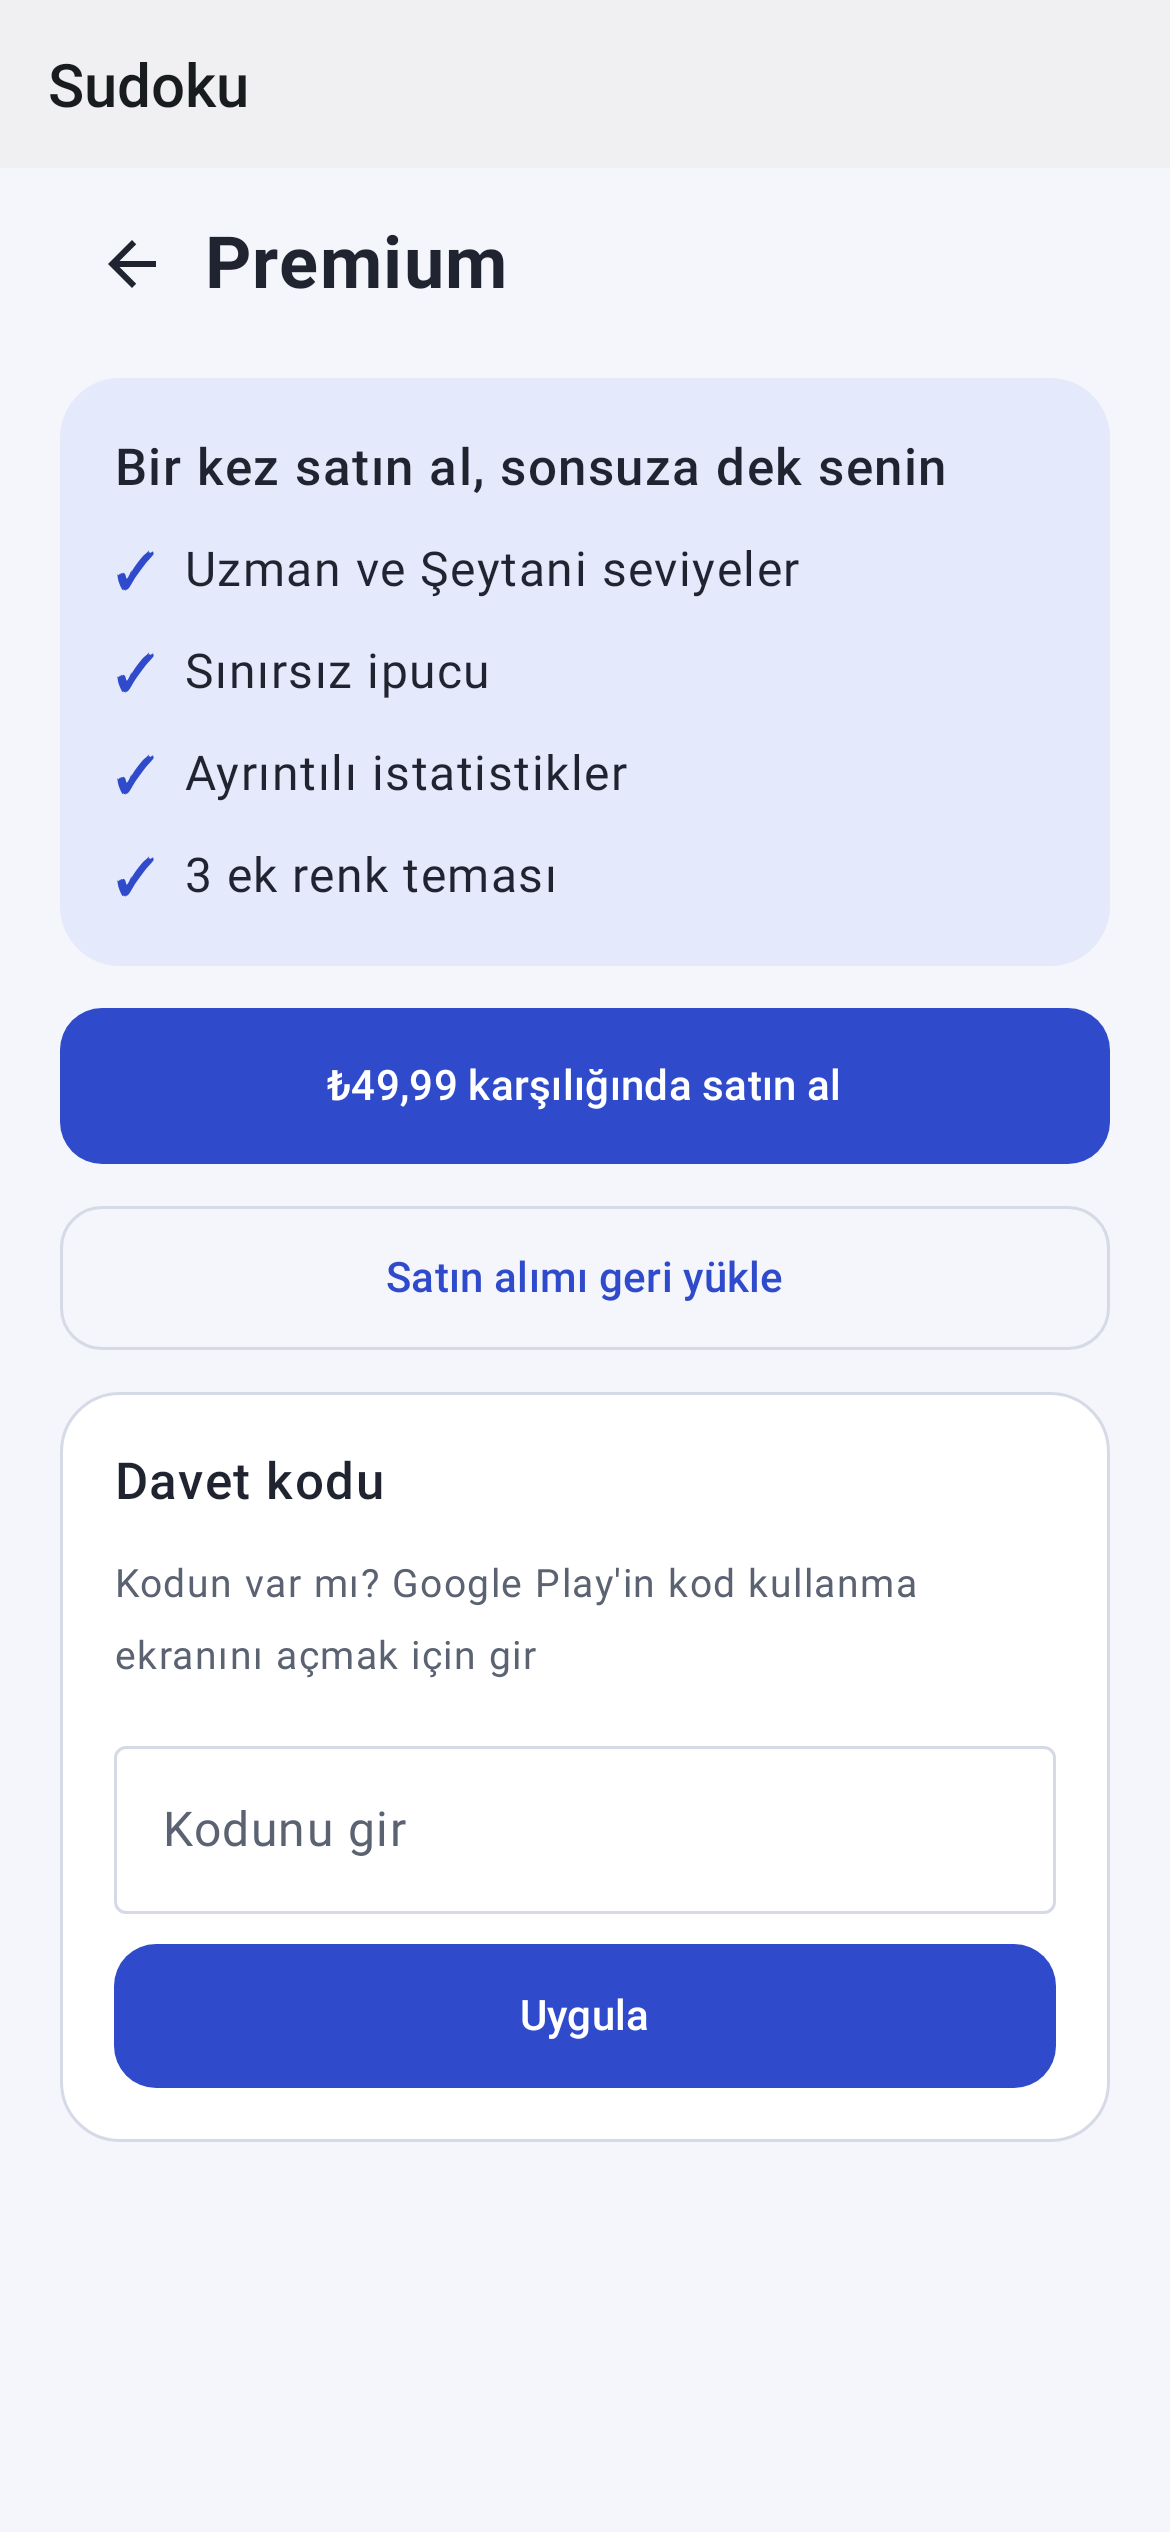 Sudoku
Premium
Bir kez satın al, sonsuza dek senin
✓ Uzman ve Şeytani seviyeler
✓ Sınırsız ipucu
✓ Ayrıntılı istatistikler
✓ 3 ek renk teması
₺49,99 karşılığında satın al
Satın alımı geri yükle
Davet kodu
Kodun var mı? Google Play'in kod kullanma
ekranını açmak için gir
Kodunu gir
Uygula